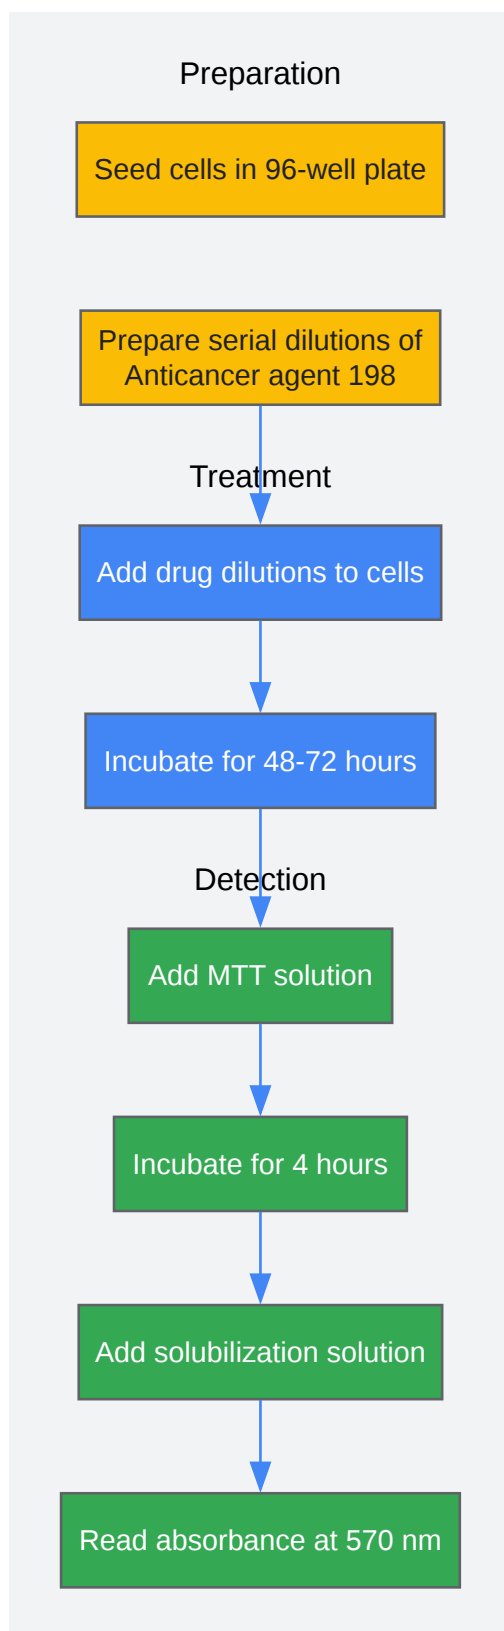 Preparation
Seed cells in 96-well plate
Prepare serial dilutions of
Anticancer agent 198
Treatment
Add drug dilutions to cells
Incubate for 48-72 hours
Detection
Add MTT solution
Incubate for 4 hours
Add solubilization solution
Read absorbance at 570 nm